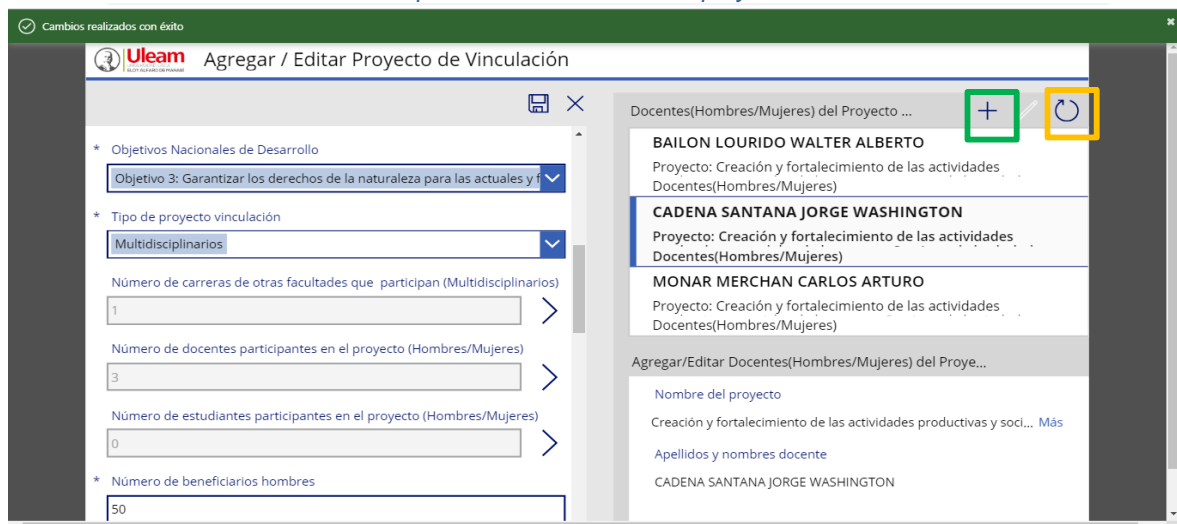 Cambios realizados con éxito
Uleam
Agregar / Editar Proyecto de Vinculación
* Objetivos Nacionales de Desarrollo
Objetivo 3: Garantizar los derechos de la naturaleza para las actuales y f
* Tipo de proyecto vinculación
Multidisciplinarios
Número de carreras de otras facultades que participan (Multidisciplinarios)
1
Número de docentes participantes en el proyecto (Hombres/Mujeres)
3
Número de estudiantes participantes en el proyecto (Hombres/Mujeres)
0
* Número de beneficiarios hombres
50
Docentes(Hombres/Mujeres) del Proyecto ...
BAILON LOURIDO WALTER ALBERTO
Proyecto: Creación y fortalecimiento de las actividades
Docentes(Hombres/Mujeres)
CADENA SANTANA JORGE WASHINGTON
Proyecto: Creación y fortalecimiento de las actividades
Docentes(Hombres/Mujeres)
MONAR MERCHAN CARLOS ARTURO
Proyecto: Creación y fortalecimiento de las actividades
Docentes(Hombres/Mujeres)
Agregar/Editar Docentes(Hombres/Mujeres) del Proye...
Nombre del proyecto
Creación y fortalecimiento de las actividades productivas y soci... Más
Apellidos y nombres docente
CADENA SANTANA JORGE WASHINGTON